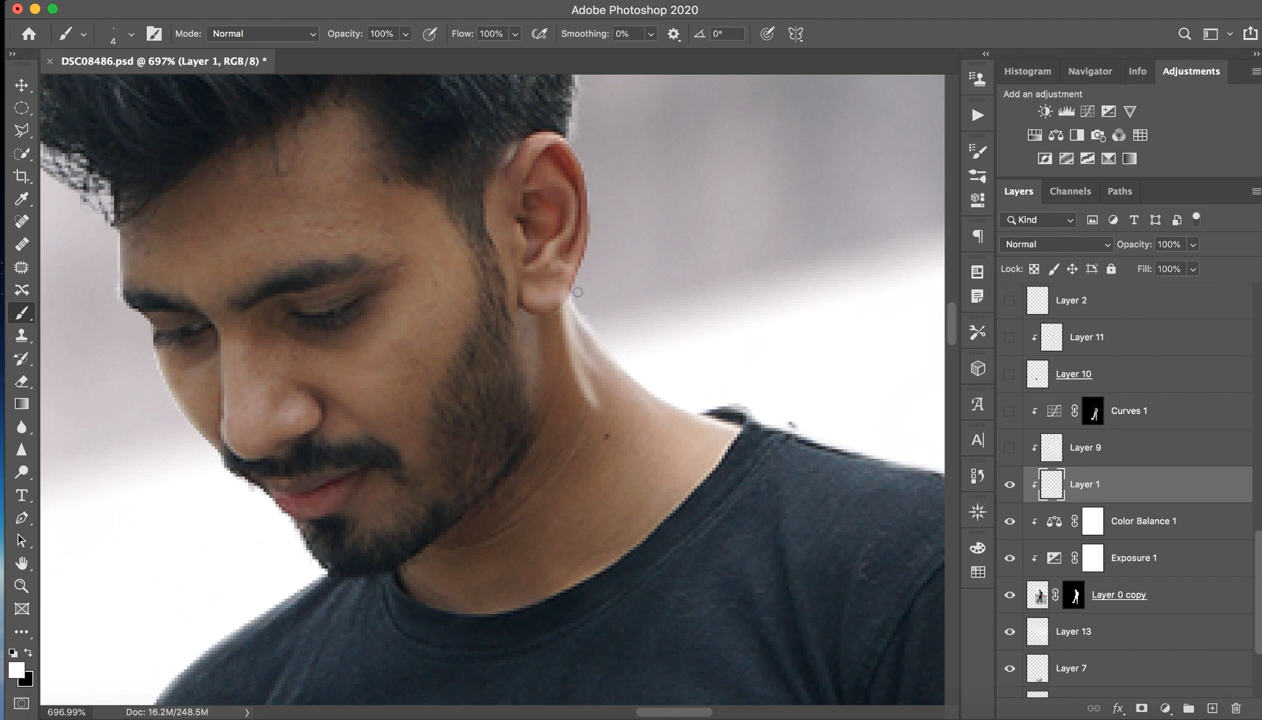 Adobe Photoshop 2020
4
Mode: Normal Opacity: 100% Flow: 100% Smoothing: 0% 0°
DSC08486.psd @ 697% (Layer 1, RGB/8) *
Histogram Navigator Info Adjustments
Add an adjustment
Layers Channels Paths
Kind
Normal Opacity: 100%
Lock: Fill: 100%
Layer 2
Layer 11
Layer 10
Curves 1
Layer 9
Layer 1
Color Balance 1
Exposure 1
Layer 0 copy
Layer 13
Layer 7
696.99% Doc: 16.2M/248.5M